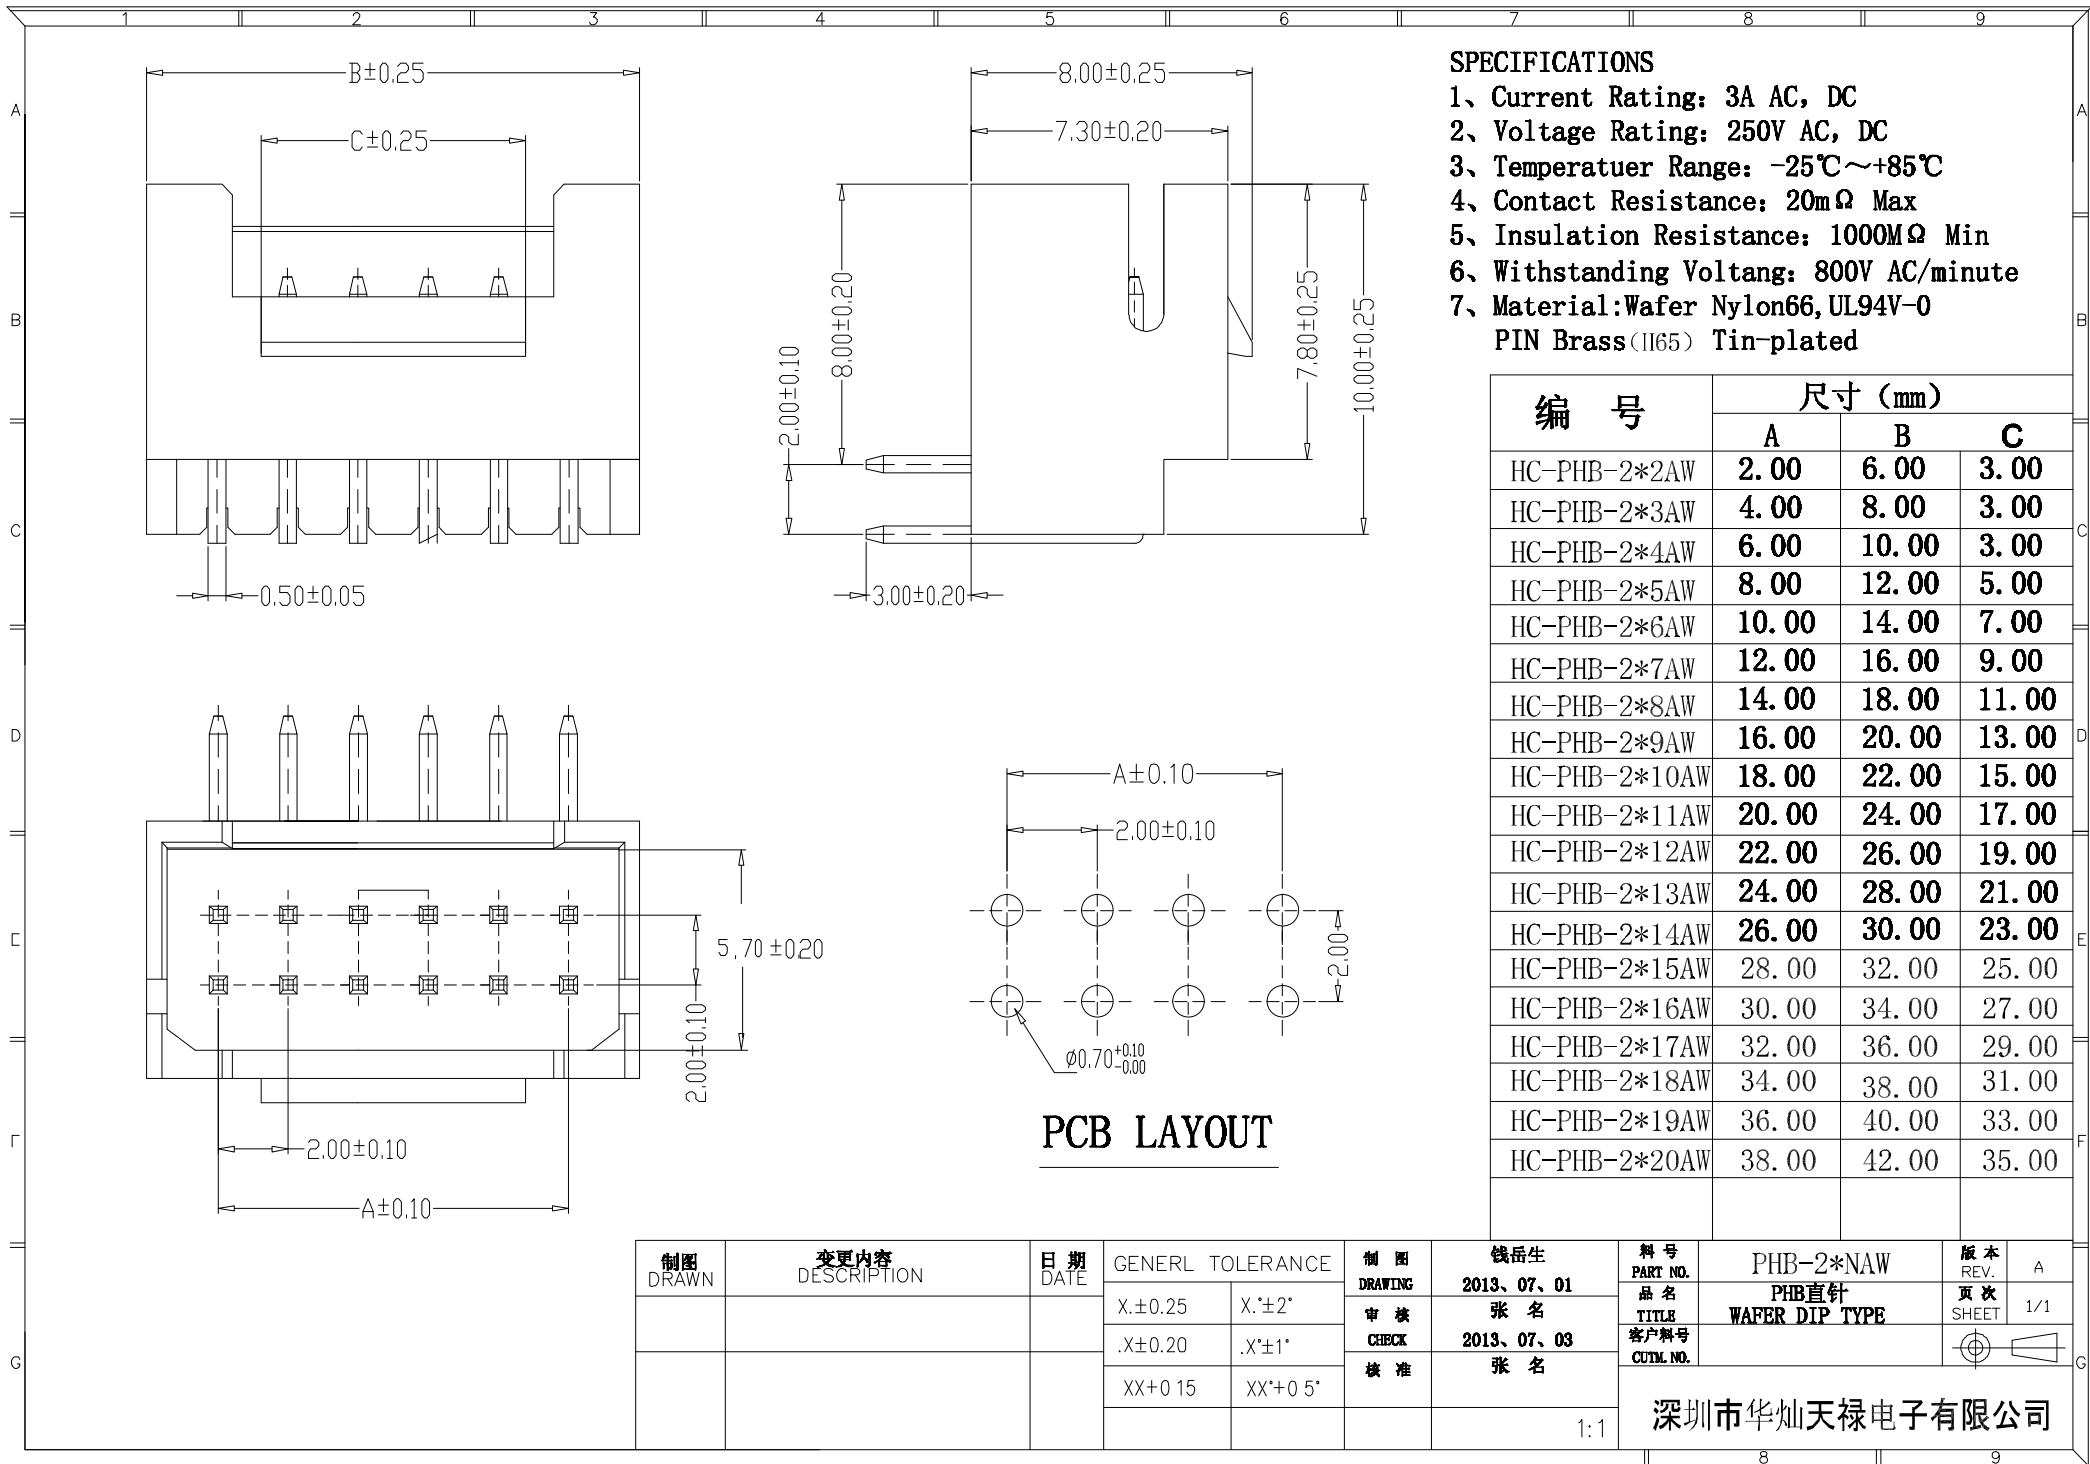 1 2 3 4 5 6 7 8 9
A
B
C
D
E
F
G
B±0.25
C±0.25
0.50±0.05
8.00±0.25
7.30±0.20
8.00±0.20
2.00±0.10
7.80±0.25
10.00±0.25
3.00±0.20
SPECIFICATIONS
1、Current Rating: 3A AC, DC
2、Voltage Rating: 250V AC, DC
3、Temperatuer Range: -25℃～+85℃
4、Contact Resistance: 20mΩ Max
5、Insulation Resistance: 1000MΩ Min
6、Withstanding Voltang: 800V AC/minute
7、Material:Wafer Nylon66,UL94V-0
PIN Brass(H65) Tin-plated
编 号 尺寸 (mm)
A B C
HC-PHB-2*2AW 2.00 6.00 3.00
HC-PHB-2*3AW 4.00 8.00 3.00
HC-PHB-2*4AW 6.00 10.00 3.00
HC-PHB-2*5AW 8.00 12.00 5.00
HC-PHB-2*6AW 10.00 14.00 7.00
HC-PHB-2*7AW 12.00 16.00 9.00
HC-PHB-2*8AW 14.00 18.00 11.00
HC-PHB-2*9AW 16.00 20.00 13.00
HC-PHB-2*10AW 18.00 22.00 15.00
HC-PHB-2*11AW 20.00 24.00 17.00
HC-PHB-2*12AW 22.00 26.00 19.00
HC-PHB-2*13AW 24.00 28.00 21.00
HC-PHB-2*14AW 26.00 30.00 23.00
HC-PHB-2*15AW 28.00 32.00 25.00
HC-PHB-2*16AW 30.00 34.00 27.00
HC-PHB-2*17AW 32.00 36.00 29.00
HC-PHB-2*18AW 34.00 38.00 31.00
HC-PHB-2*19AW 36.00 40.00 33.00
HC-PHB-2*20AW 38.00 42.00 35.00
5.70±0.20
2.00±0.10
2.00±0.10
A±0.10
A±0.10
2.00±0.10
2.00
Ø0.70 +0.10 -0.00
PCB LAYOUT
制图 变更内容 日 期
DRAWN DESCRIPTION DATE
GENERL TOLERANCE
X.±0.25 X.°±2°
.X±0.20 .X°±1°
XX+0 15 XX°+0 5°
制 图 钱岳生
DRAWING 2013、07、01
审 核 张 名
CHECK 2013、07、03
核 准 张 名
1:1
料 号
PART NO. PHB-2*NAW
品 名 PHB直针
TITLE WAFER DIP TYPE
客户料号
CUTM. NO.
版 本
REV. A
页 次
SHEET 1/1
深圳市华灿天禄电子有限公司
A
B
C
D
E
F
G
8 9